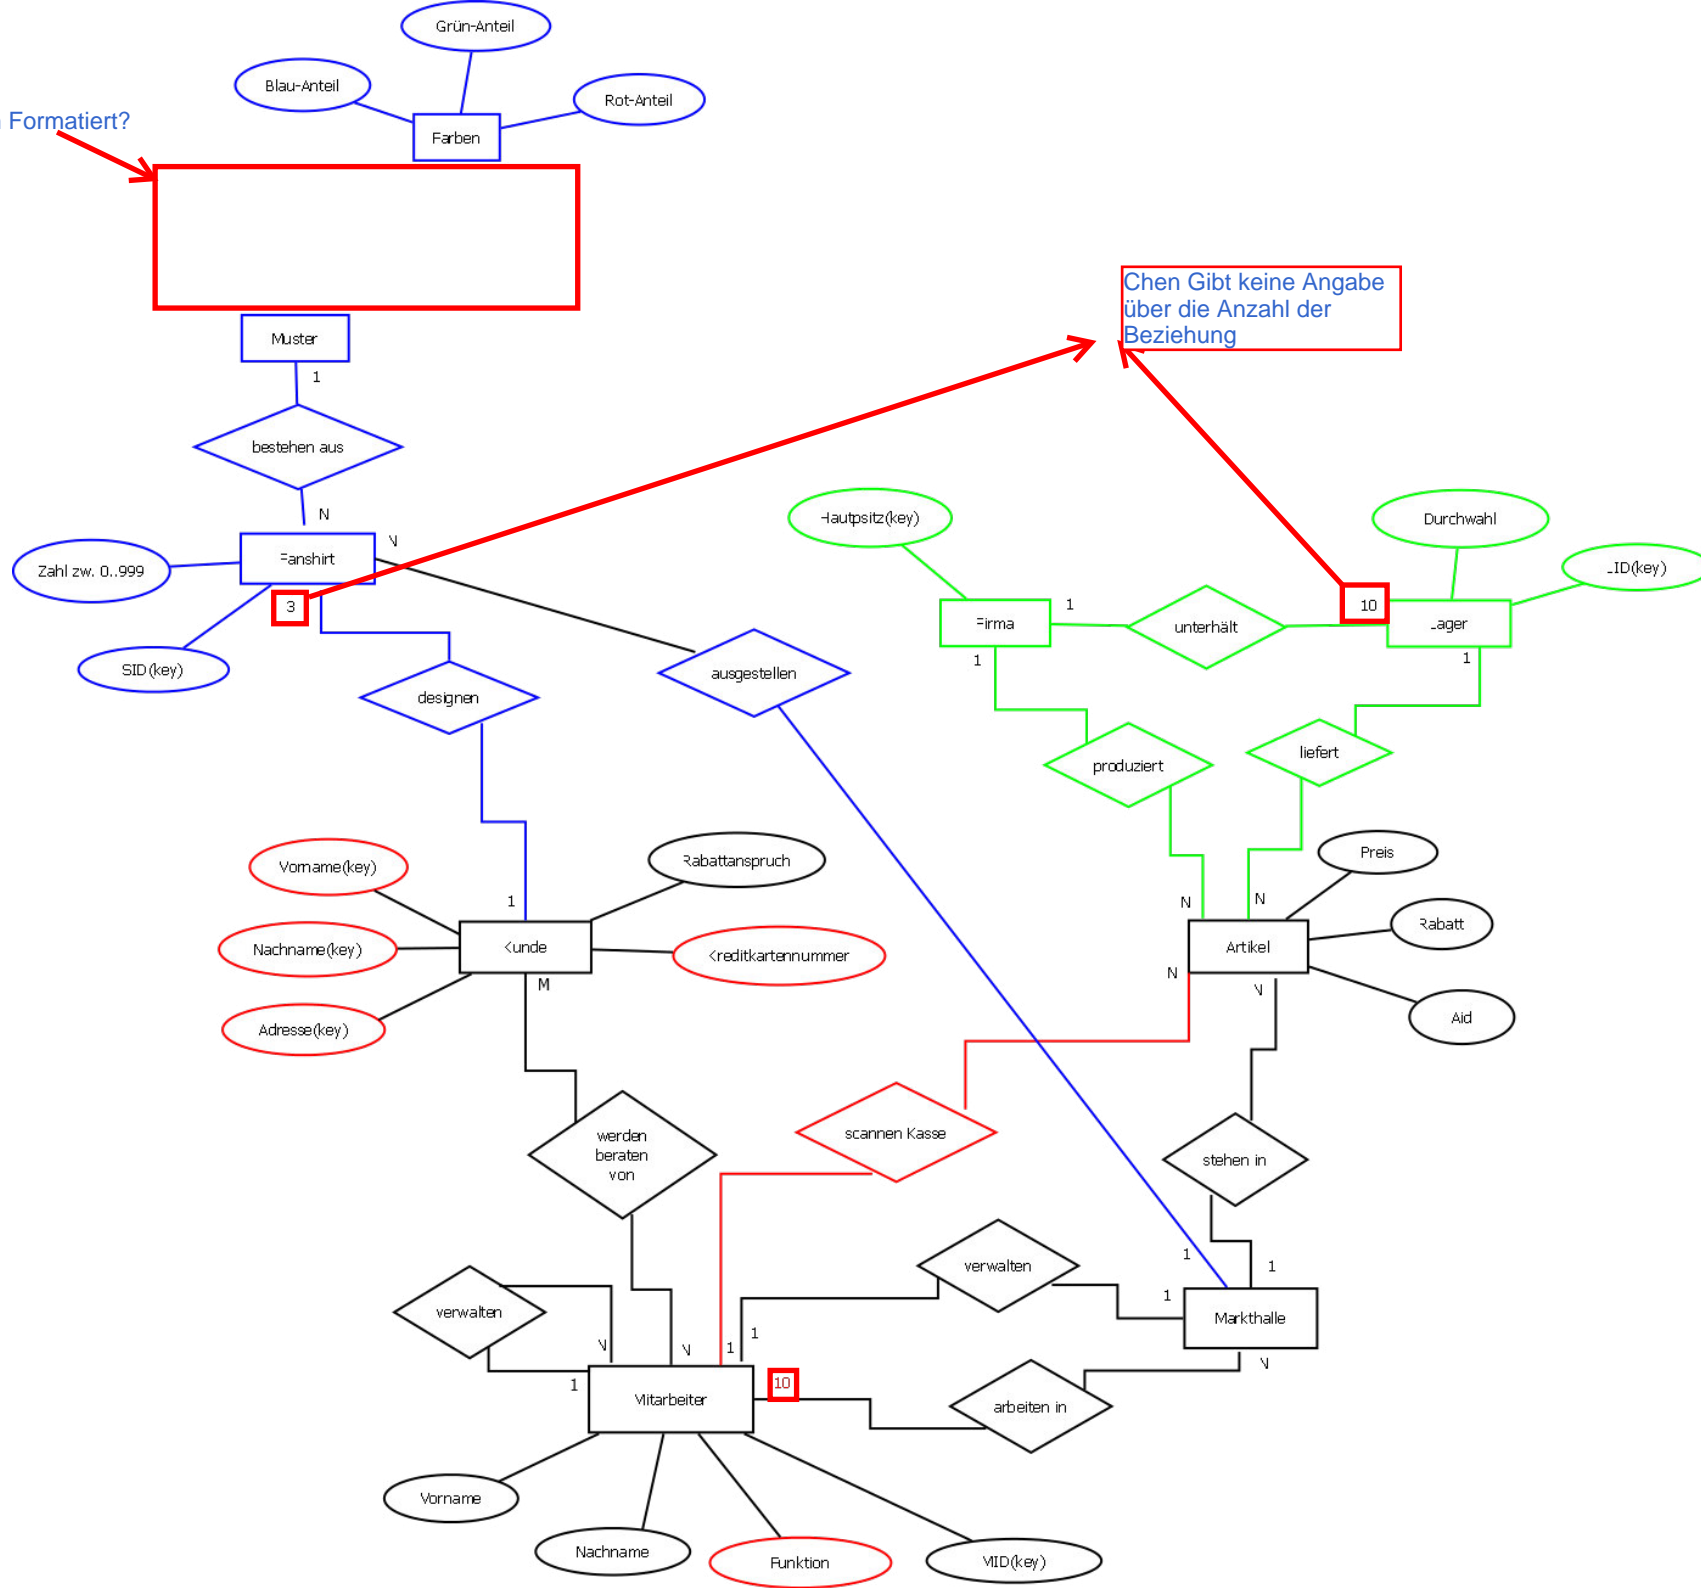 Grün-Anteil
Blau-Anteil
Rot-Anteil
Formatiert?
Farben
Chen Gibt keine Angabe
über die Anzahl der
Beziehung
Muster
1
bestehen aus
N
Hautpsitz(key)
Durchwahl
N
Fanshirt
Zahl zw. 0..999
LID(key)
3
1
10
Firma
unterhält
Lager
1
1
SID(key)
ausgestellen
designen
liefert
produziert
Preis
Rabattanspruch
Vorname(key)
1
N
N
Rabatt
Nachname(key)
Kunde
Kreditkartennummer
Artikel
M
N
N
Aid
Adresse(key)
scannen Kasse
werden
beraten
von
stehen in
1
1
verwalten
1
verwalten
Markthalle
1
N
N
1
N
1
10
Mitarbeiter
arbeiten in
Vorname
Nachname
Funktion
MID(key)